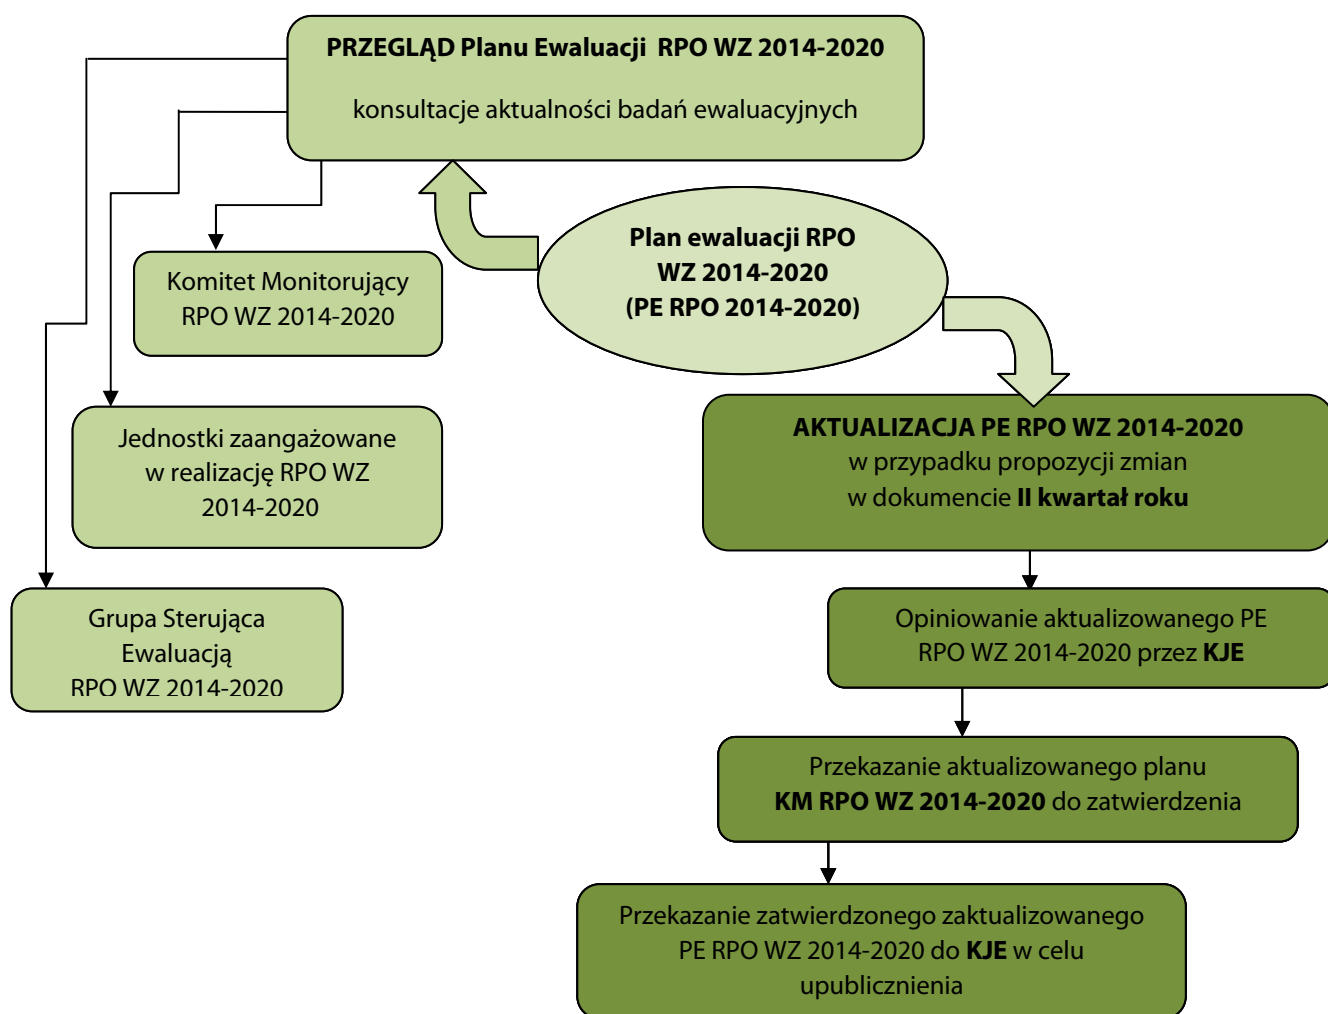 PRZEGLĄD Planu Ewaluacji RPO WZ 2014-2020
konsultacje aktualności badań ewaluacyjnych
Plan ewaluacji RPO
WZ 2014-2020
(PE RPO 2014-2020)
Komitet Monitorujący
RPO WZ 2014-2020
Jednostki zaangażowane
w realizację RPO WZ
2014-2020
Grupa Sterująca
Ewaluacją
RPO WZ 2014-2020
AKTUALIZACJA PE RPO WZ 2014-2020
w przypadku propozycji zmian
w dokumencie II kwartał roku
Opiniowanie aktualizowanego PE
RPO WZ 2014-2020 przez KJE
Przekazanie aktualizowanego planu
KM RPO WZ 2014-2020 do zatwierdzenia
Przekazanie zatwierdzonego zaktualizowanego
PE RPO WZ 2014-2020 do KJE w celu
upublicznienia